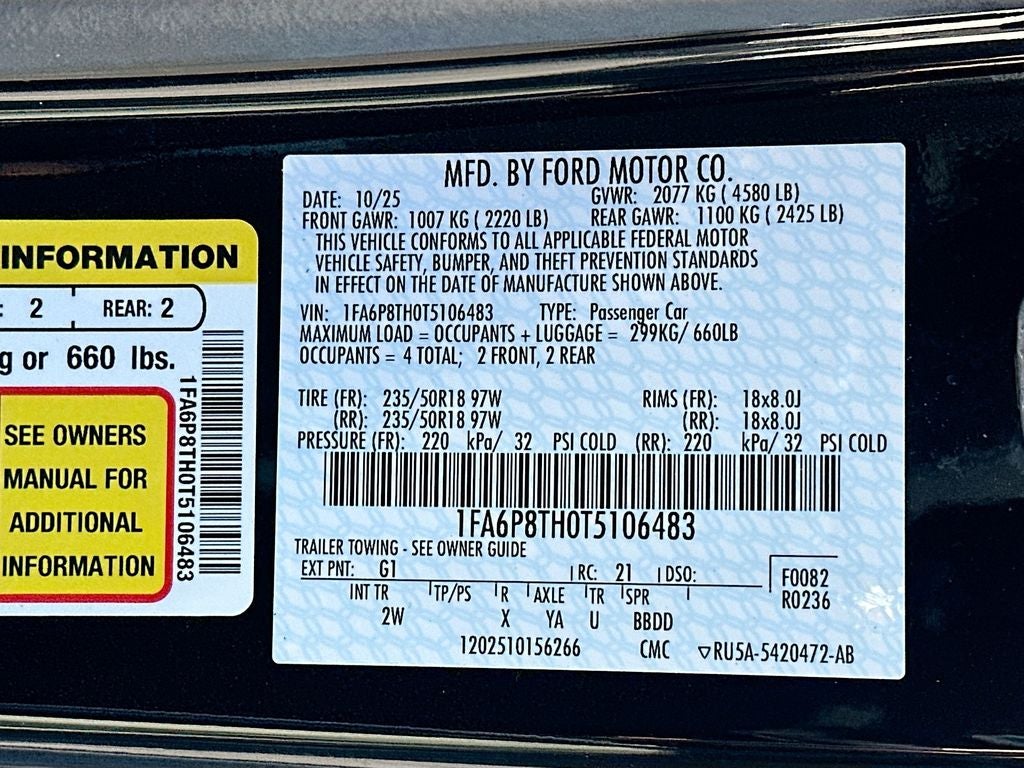 INFORMATION
: 2 REAR: 2
g or 660 lbs.
SEE OWNERS
MANUAL FOR
ADDITIONAL
INFORMATION
1FA6P8TH0T5106483
MFD. BY FORD MOTOR CO.
DATE: 10/25 GVWR: 2077 KG ( 4580 LB)
FRONT GAWR: 1007 KG ( 2220 LB) REAR GAWR: 1100 KG ( 2425 LB)
THIS VEHICLE CONFORMS TO ALL APPLICABLE FEDERAL MOTOR
VEHICLE SAFETY, BUMPER, AND THEFT PREVENTION STANDARDS
IN EFFECT ON THE DATE OF MANUFACTURE SHOWN ABOVE.
VIN: 1FA6P8TH0T5106483 TYPE: Passenger Car
MAXIMUM LOAD = OCCUPANTS + LUGGAGE = 299KG/ 660LB
OCCUPANTS = 4 TOTAL; 2 FRONT, 2 REAR
TIRE (FR): 235/50R18 97W RIMS (FR): 18x8.0J
(RR): 235/50R18 97W (RR): 18x8.0J
PRESSURE (FR): 220 kPa/ 32 PSI COLD (RR): 220 kPa/ 32 PSI COLD
1FA6P8TH0T5106483
TRAILER TOWING - SEE OWNER GUIDE
EXT PNT: G1 RC: 21 DSO: F0082
INT TR TP/PS R AXLE TR SPR R0236
2W X YA U BBDD
1202510156266 CMC ▽RU5A-5420472-AB